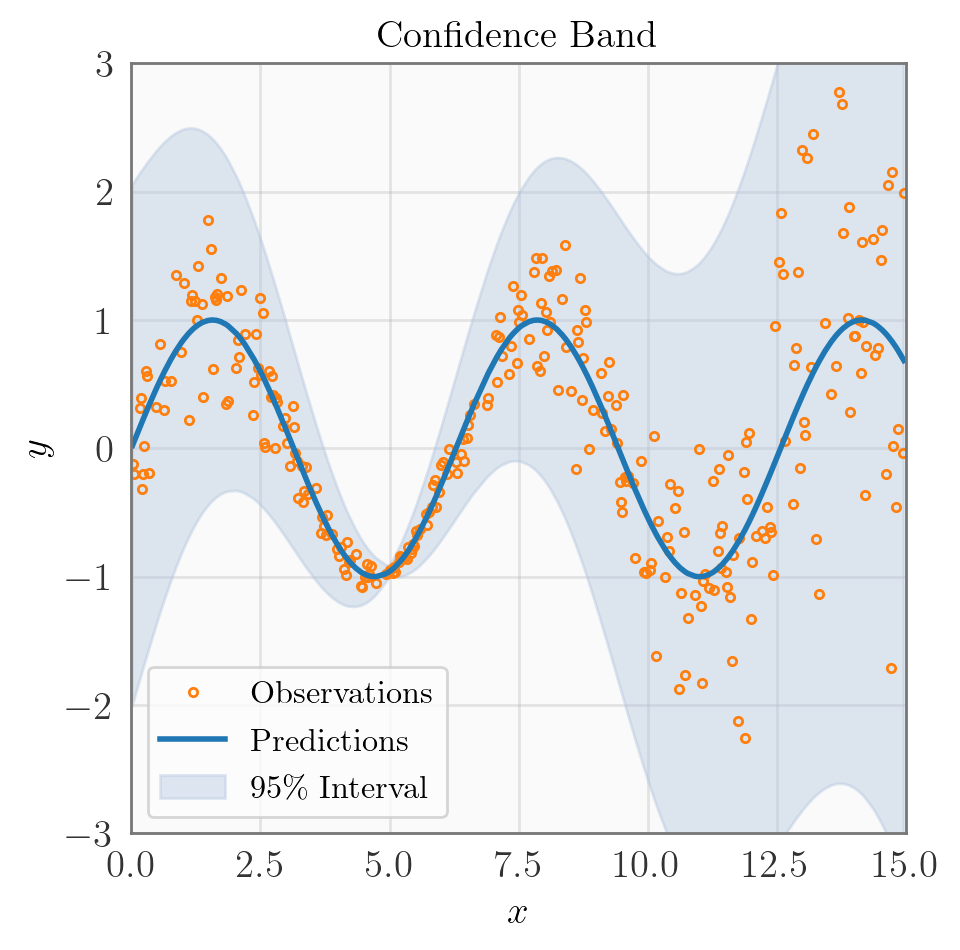 Confidence Band
3
2
1
0
−1
−2
−3
y
Observations
Predictions
95% Interval
0.0 2.5 5.0 7.5 10.0 12.5 15.0
x